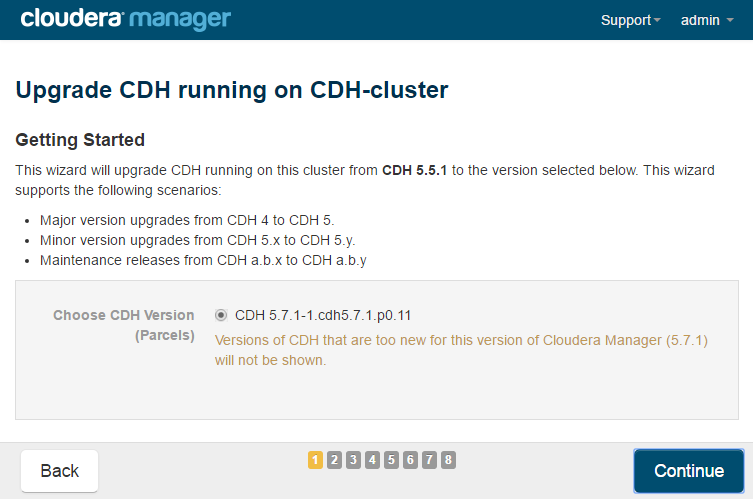 cloudera manager
Support
admin
Upgrade CDH running on CDH-cluster
Getting Started
This wizard will upgrade CDH running on this cluster from CDH 5.5.1 to the version selected below. This wizard
supports the following scenarios:
• Major version upgrades from CDH 4 to CDH 5.
• Minor version upgrades from CDH 5.x to CDH 5.y.
• Maintenance releases from CDH a.b.x to CDH a.b.y
Choose CDH Version
(Parcels)
CDH 5.7.1-1.cdh5.7.1.p0.11
Versions of CDH that are too new for this version of Cloudera Manager (5.7.1)
will not be shown.
Back
1 2 3 4 5 6 7 8
Continue